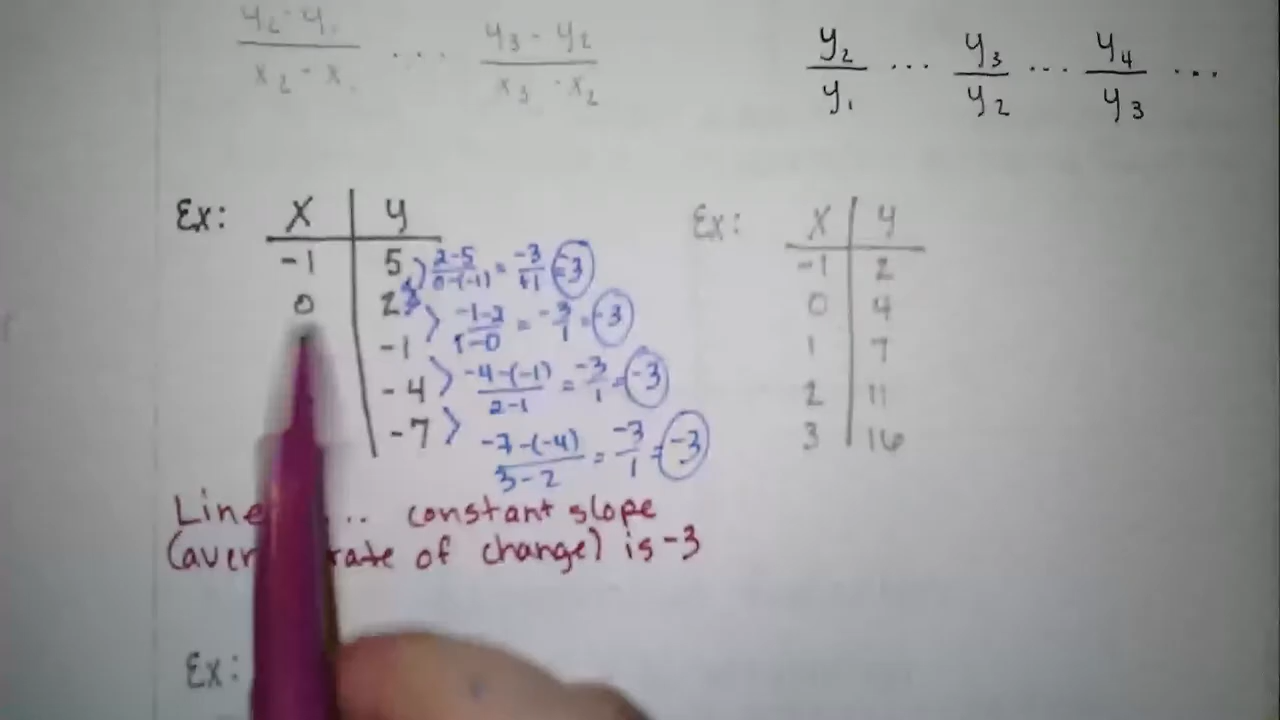 y₂ - y₁ / x₂ - x₁ .... y₃ - y₂ / x₃ - x₂
y₂ / y₁ ... y₃ / y₂ ... y₄ / y₃ ...
Ex:
x y
-1 5
0 2
-1
-4
-7
2-5 / 0-(-1) = -3 / +1 = -3
-1-2 / 1-0 = -3 / 1 = -3
-4-(-1) / 2-1 = -3 / 1 = -3
-7-(-4) / 3-2 = -3 / 1 = -3
... constant slope
rate of change) is -3
Ex:
x y
-1 2
0 4
1 7
2 11
3 16
Ex: